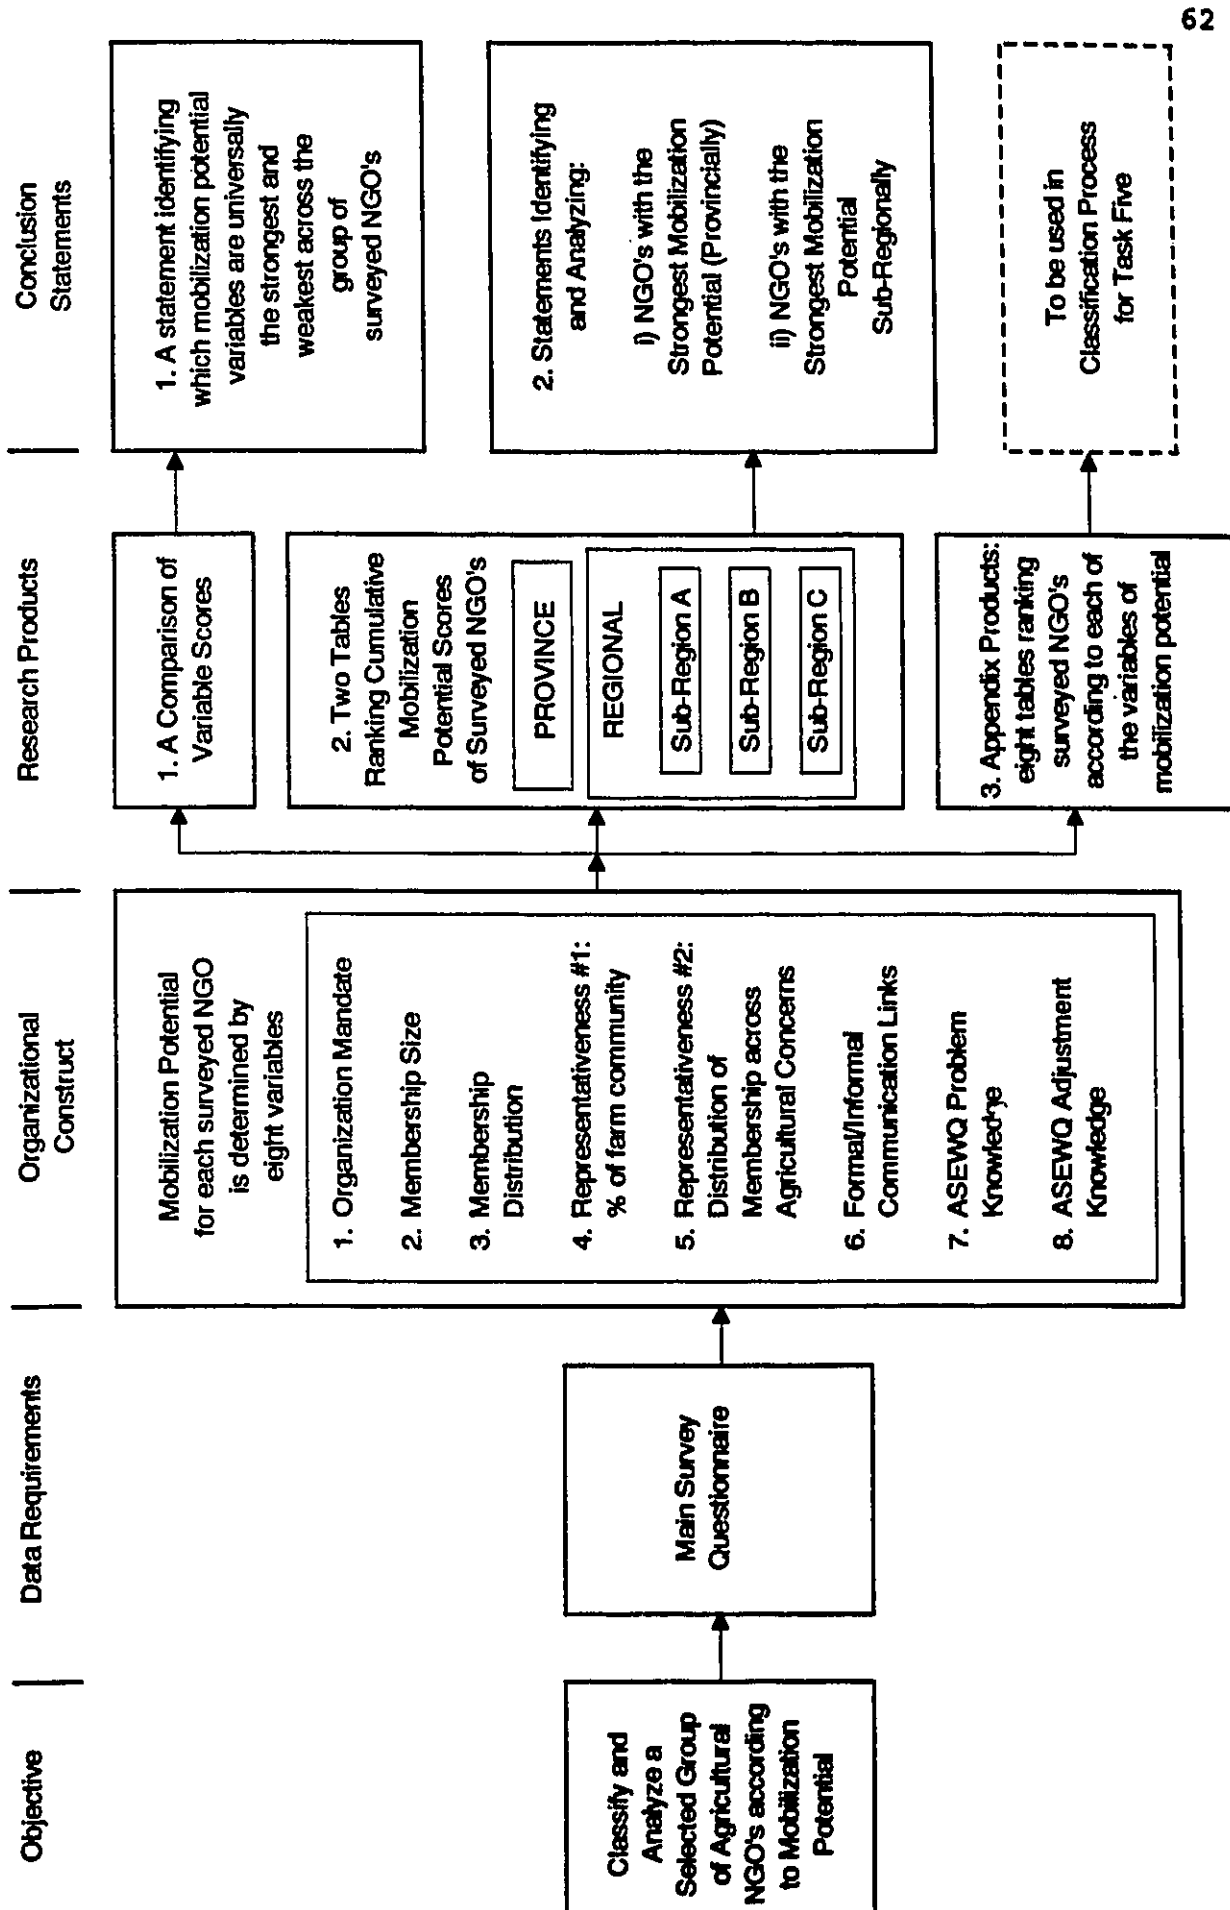 62
Objective
Data Requirements
Organizational
Construct
Research Products
Conclusion
Statements
Classify and
Analyze a
Selected Group
of Agricultural
NGO's according
to Mobilization
Potential
Main Survey
Questionnaire
Mobilization Potential
for each surveyed NGO
is determined by
eight variables
1. Organization Mandate
2. Membership Size
3. Membership
Distribution
4. Representativeness #1:
% of farm community
5. Representativeness #2:
Distribution of
Membership across
Agricultural Concerns
6. Formal/Informal
Communication Links
7. ASEWQ Problem
Knowledge
8. ASEWQ Adjustment
Knowledge
1. A Comparison of
Variable Scores
2. Two Tables
Ranking Cumulative
Mobilization
Potential Scores
of Surveyed NGO's
PROVINCE
REGIONAL
Sub-Region A
Sub-Region B
Sub-Region C
3. Appendix Products:
eight tables ranking
surveyed NGO's
according to each of
the variables of
mobilization potential
1. A statement identifying
which mobilization potential
variables are universally
the strongest and
weakest across the
group of
surveyed NGO's
2. Statements Identifying
and Analyzing:
i) NGO's with the
Strongest Mobilization
Potential (Provincially)
ii) NGO's with the
Strongest Mobilization
Potential
Sub-Regionally
To be used in
Classification Process
for Task Five